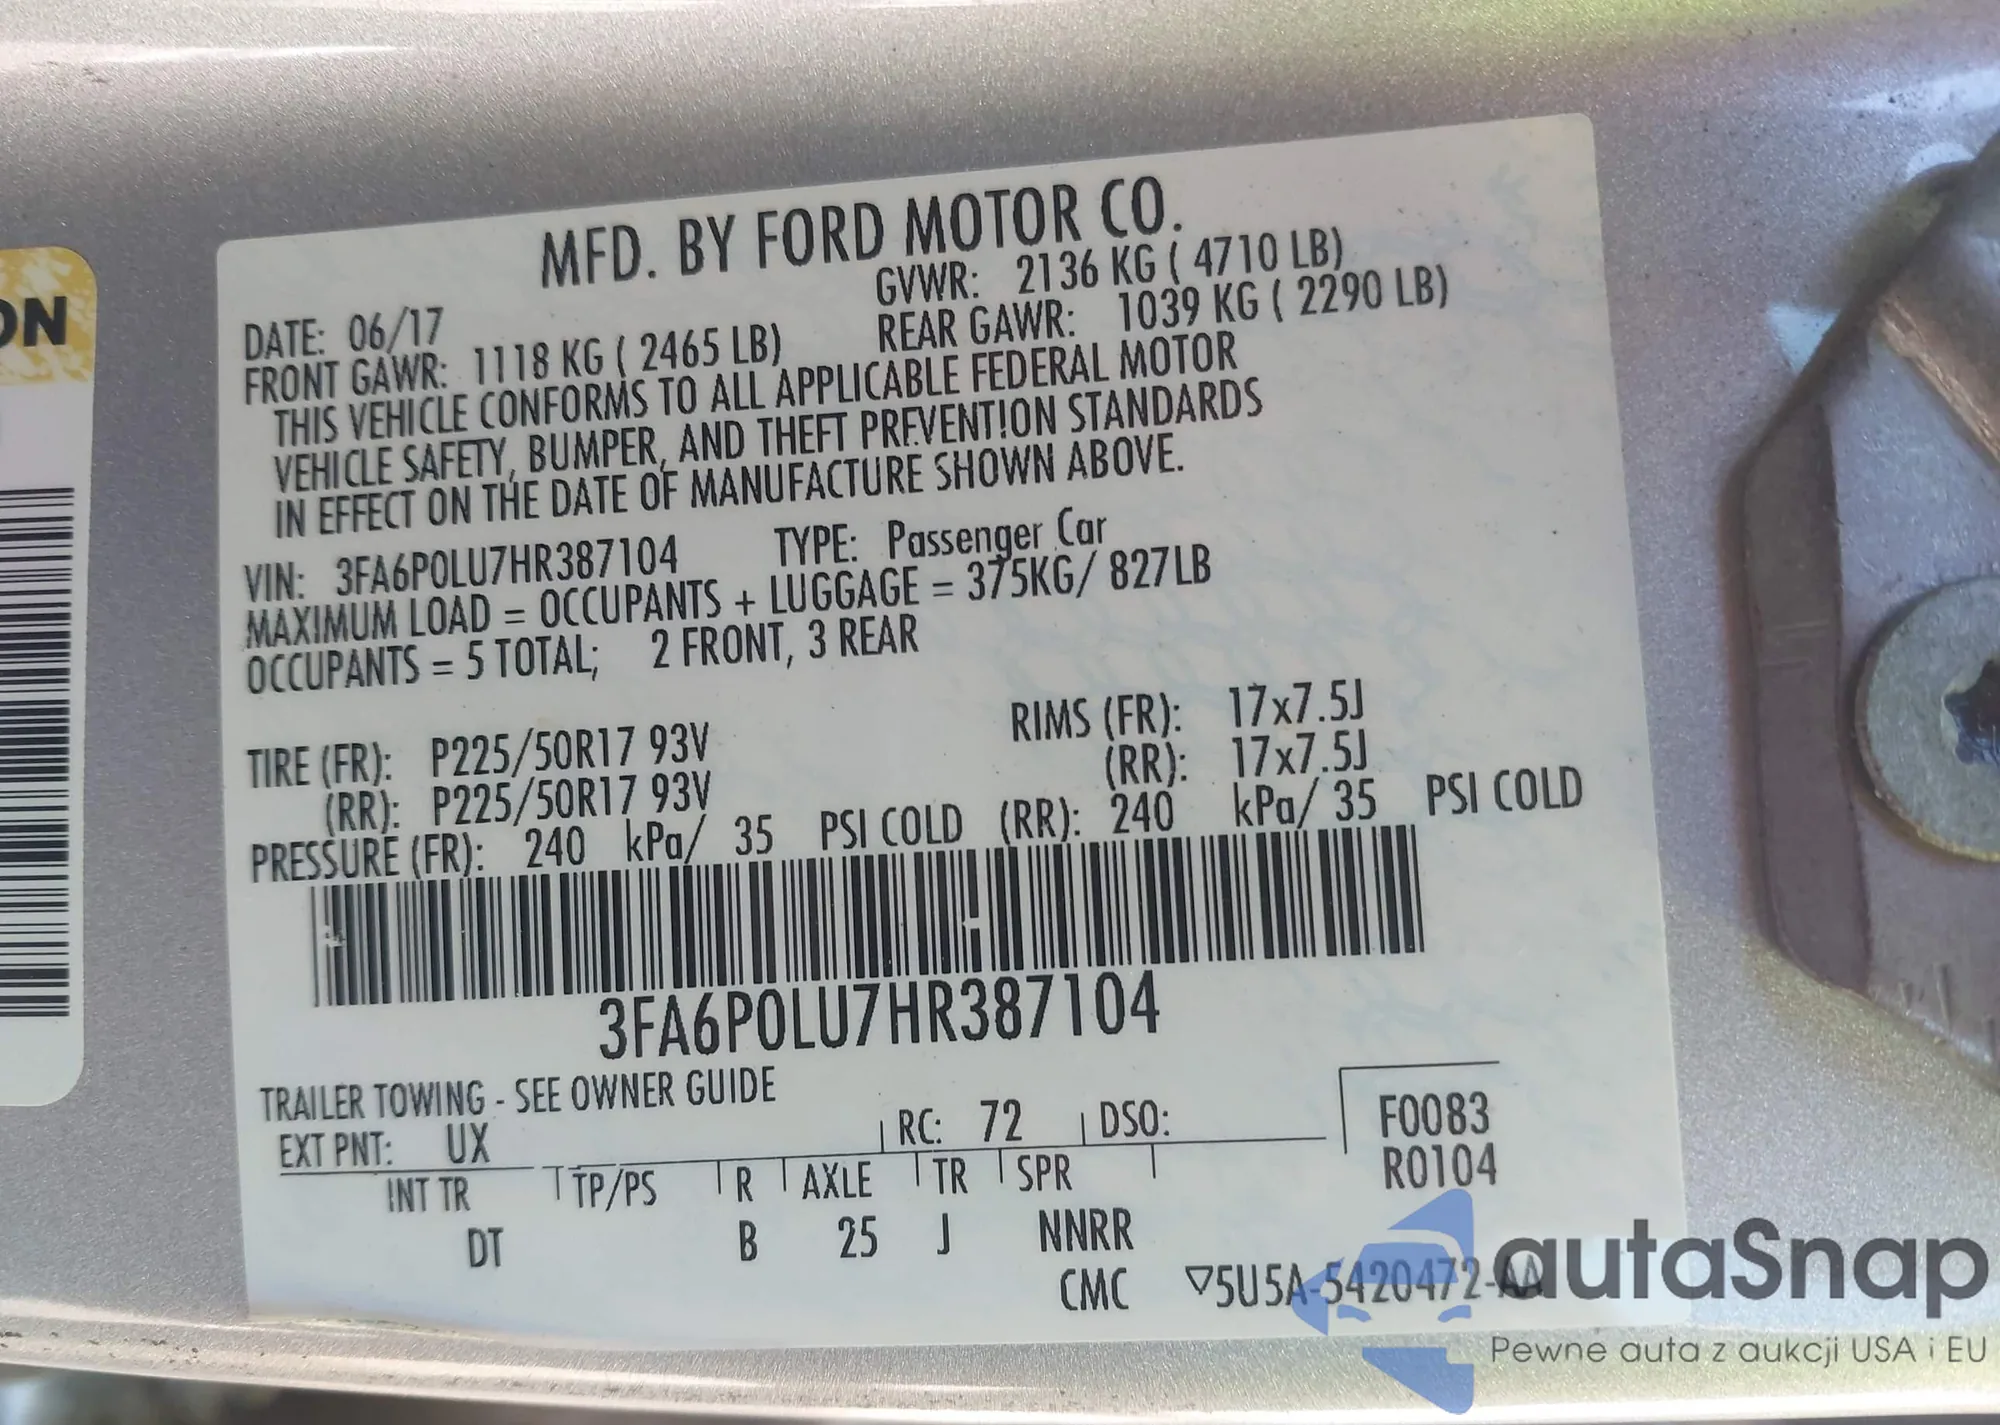 ON
MFD. BY FORD MOTOR CO.
DATE: 06/17 GVWR: 2136 KG ( 4710 LB)
FRONT GAWR: 1118 KG ( 2465 LB) REAR GAWR: 1039 KG ( 2290 LB)
THIS VEHICLE CONFORMS TO ALL APPLICABLE FEDERAL MOTOR
VEHICLE SAFETY, BUMPER, AND THEFT PREVENTION STANDARDS
IN EFFECT ON THE DATE OF MANUFACTURE SHOWN ABOVE.
VIN: 3FA6P0LU7HR387104 TYPE: Passenger Car
MAXIMUM LOAD = OCCUPANTS + LUGGAGE = 375KG/ 827LB
OCCUPANTS = 5 TOTAL; 2 FRONT, 3 REAR
RIMS (FR): 17x7.5J
TIRE (FR): P225/50R17 93V (RR): 17x7.5J
(RR): P225/50R17 93V
PRESSURE (FR): 240 kPa/ 35 PSI COLD (RR): 240 kPa/ 35 PSI COLD
3FA6P0LU7HR387104
TRAILER TOWING - SEE OWNER GUIDE
EXT PNT: UX RC: 72 DSO: F0083
R0104
INT TR TP/PS R AXLE TR SPR
DT B 25 J NNRR
CMC ▽5U5A-5420472-AA
autaSnap
Pewne auta z aukcji USA i EU